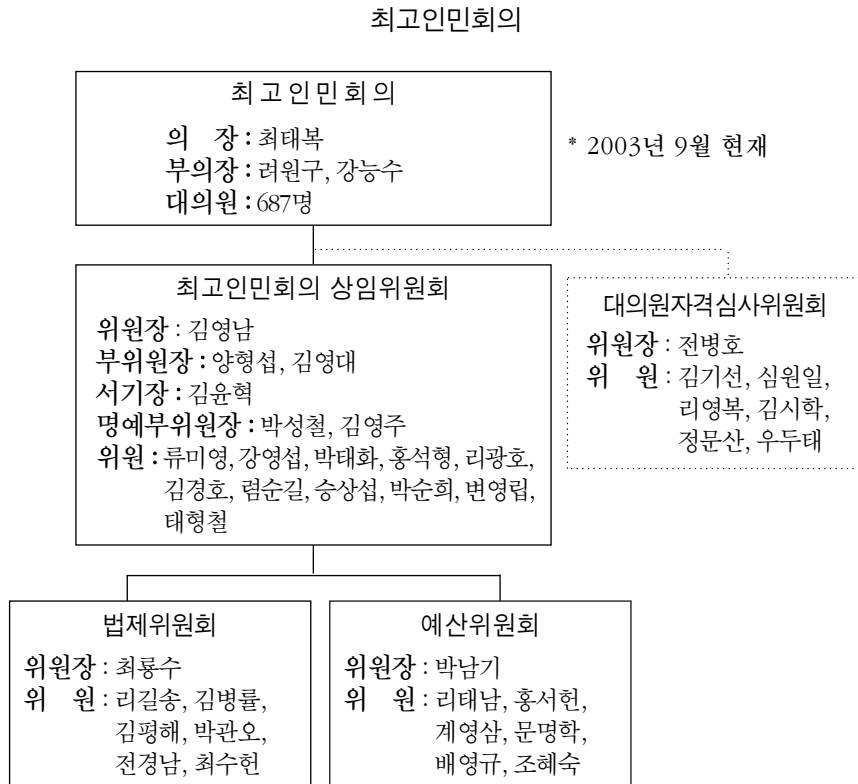 최고인민회의
최고인민회의
의 장 : 최태복
부의장 : 려원구, 강능수
대의원 : 687명
* 2003년 9월 현재
최고인민회의 상임위원회
위원장 : 김영남
부위원장 : 양형섭, 김영대
서기장 : 김윤혁
명예부위원장 : 박성철, 김영주
위원 : 류미영, 강영섭, 박태화, 홍석형, 리광호,
김경호, 렴순길, 승상섭, 박순희, 변영립,
태형철
대의원자격심사위원회
위원장 : 전병호
위 원 : 김기선, 심원일,
리영복, 김시학,
정문산, 우두태
법제위원회
위원장 : 최룡수
위 원 : 리길송, 김병률,
김평해, 박관오,
전경남, 최수헌
예산위원회
위원장 : 박남기
위 원 : 리태남, 홍서헌,
계영삼, 문명학,
배영규, 조혜숙